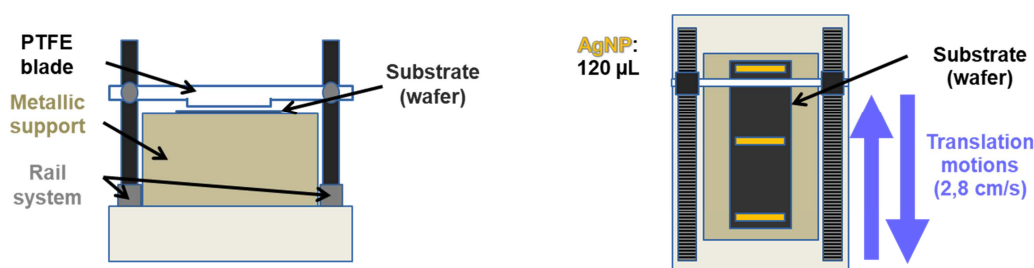 PTFE
blade
Metallic
support
Rail
system
Substrate
(wafer)
AgNP:
120 µL
Substrate
(wafer)
Translation
motions
(2,8 cm/s)